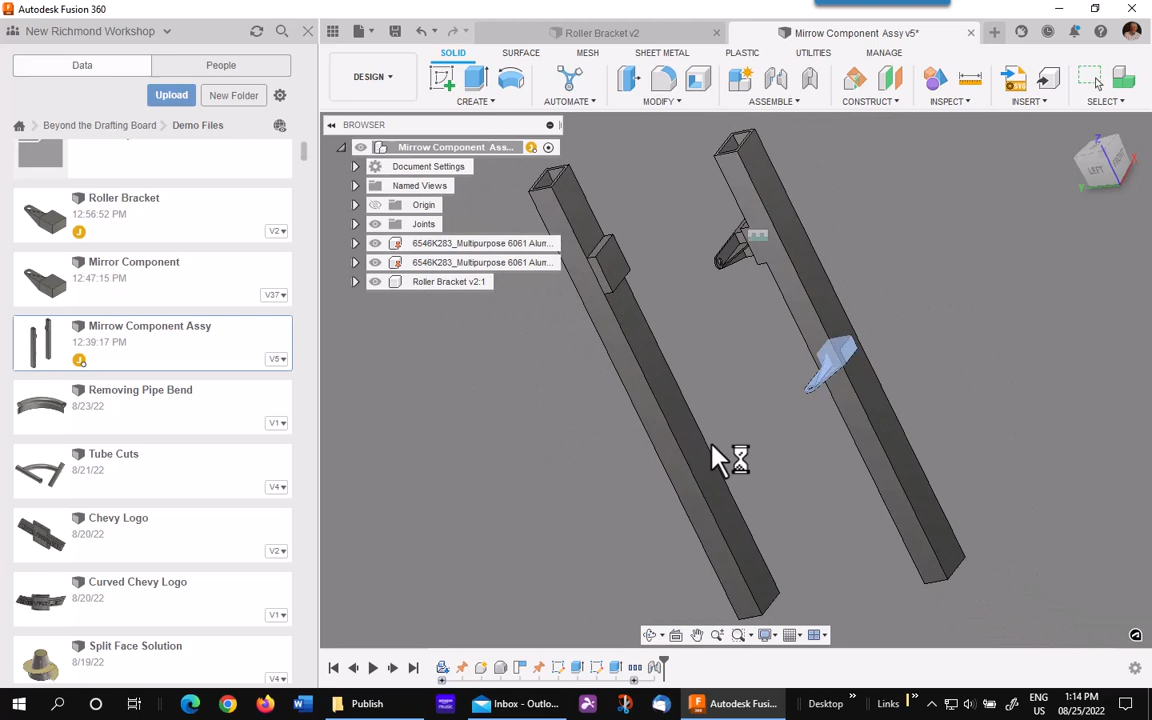 Autodesk Fusion 360
New Richmond Workshop
Roller Bracket v2
Mirrow Component Assy v5*
Data
People
SOLID
SURFACE
MESH
SHEET METAL
PLASTIC
UTILITIES
MANAGE
DESIGN
Upload
New Folder
CREATE
AUTOMATE
MODIFY
ASSEMBLE
CONSTRUCT
INSPECT
INSERT
SELECT
Beyond the Drafting Board
Demo Files
BROWSER
Mirrow Component Ass...
Document Settings
Named Views
Origin
Joints
6546K283_Multipurpose 6061 Alum...
6546K283_Multipurpose 6061 Alum...
Roller Bracket v2:1
LEFT
FRONT
Z
X
Y
Roller Bracket
12:56:52 PM
J
V2
Mirror Component
12:47:15 PM
V37
Mirrow Component Assy
12:39:17 PM
J
V5
Removing Pipe Bend
8/23/22
V1
Tube Cuts
8/21/22
V4
Chevy Logo
8/20/22
V2
Curved Chevy Logo
8/20/22
V1
Split Face Solution
8/19/22
V4
Publish
Inbox - Outlo...
Autodesk Fusi...
Desktop
Links
ENG
US
1:14 PM
08/25/2022